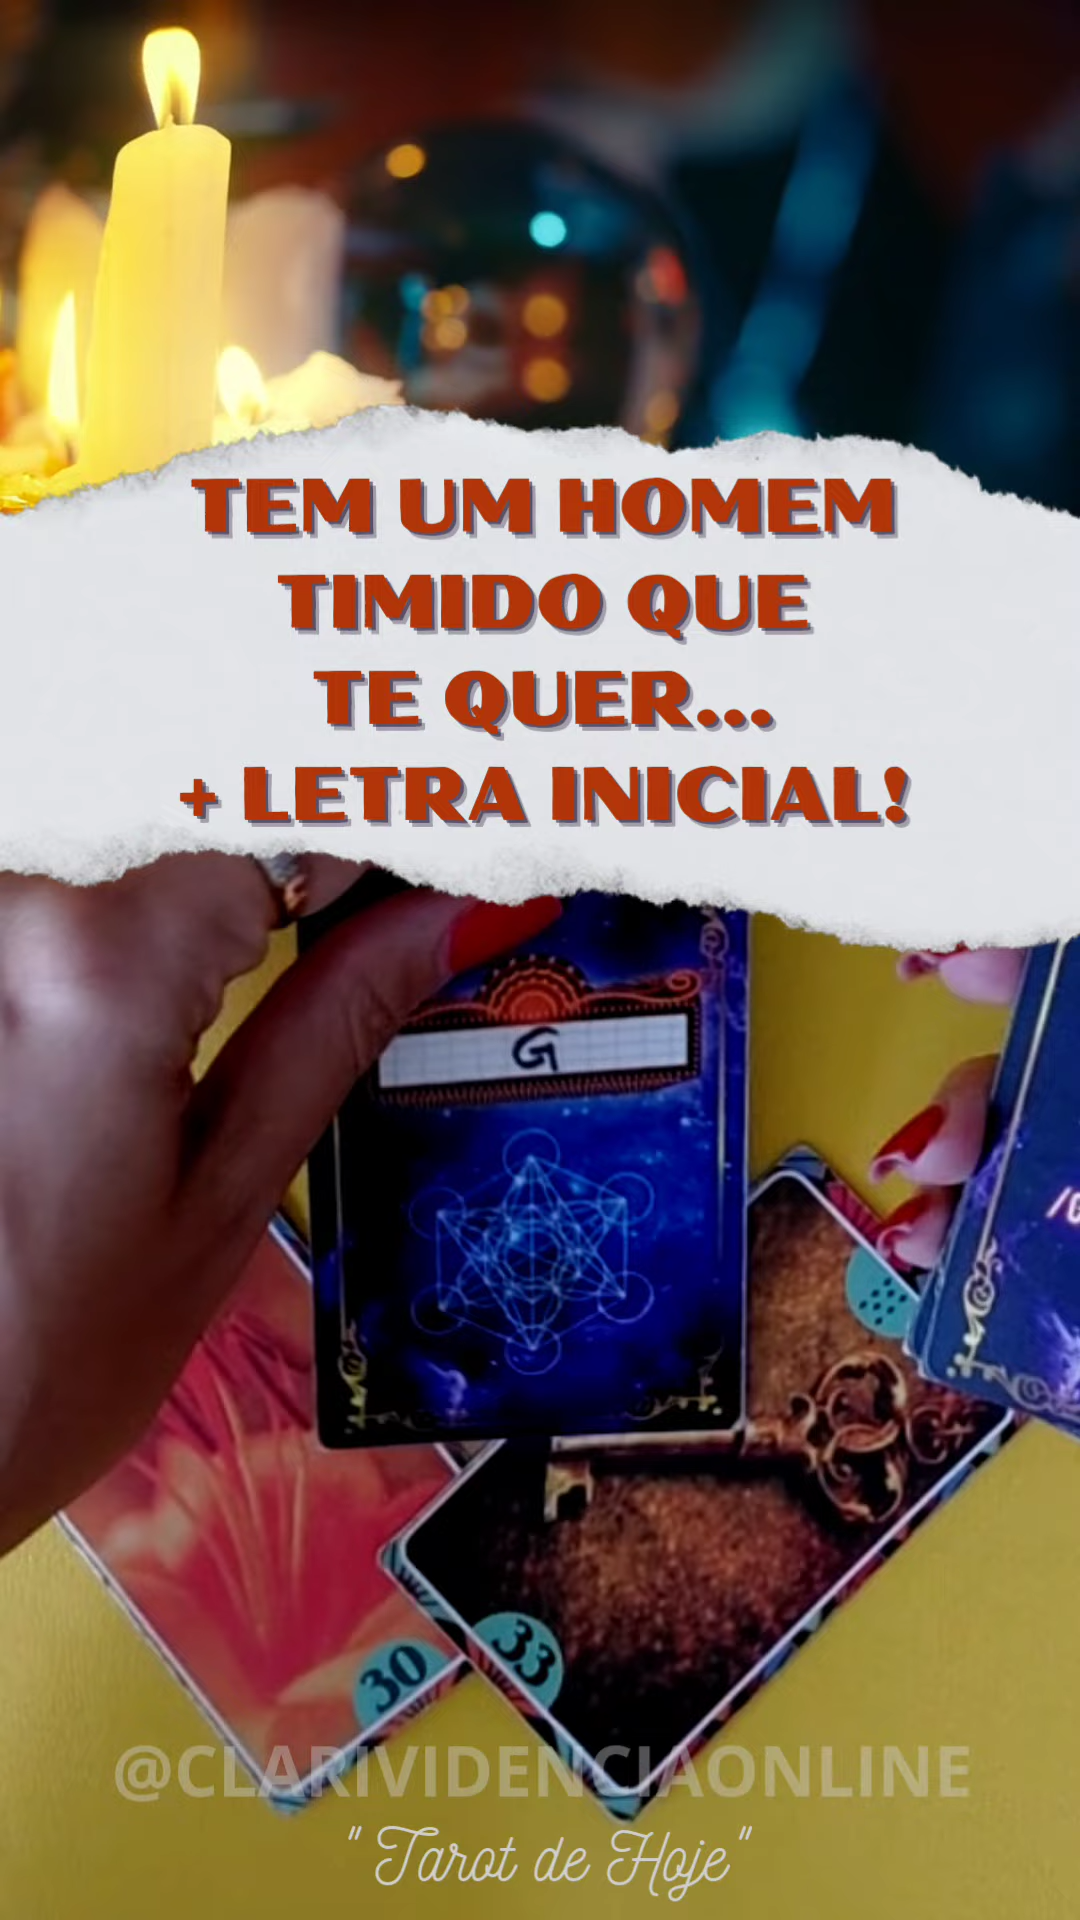 TEM UM HOMEM
TIMIDO QUE
TE QUER...
+ LETRA INICIAL!
G
30
33
@CLARIVIDENCIAONLINE
"Tarot de Hoje"